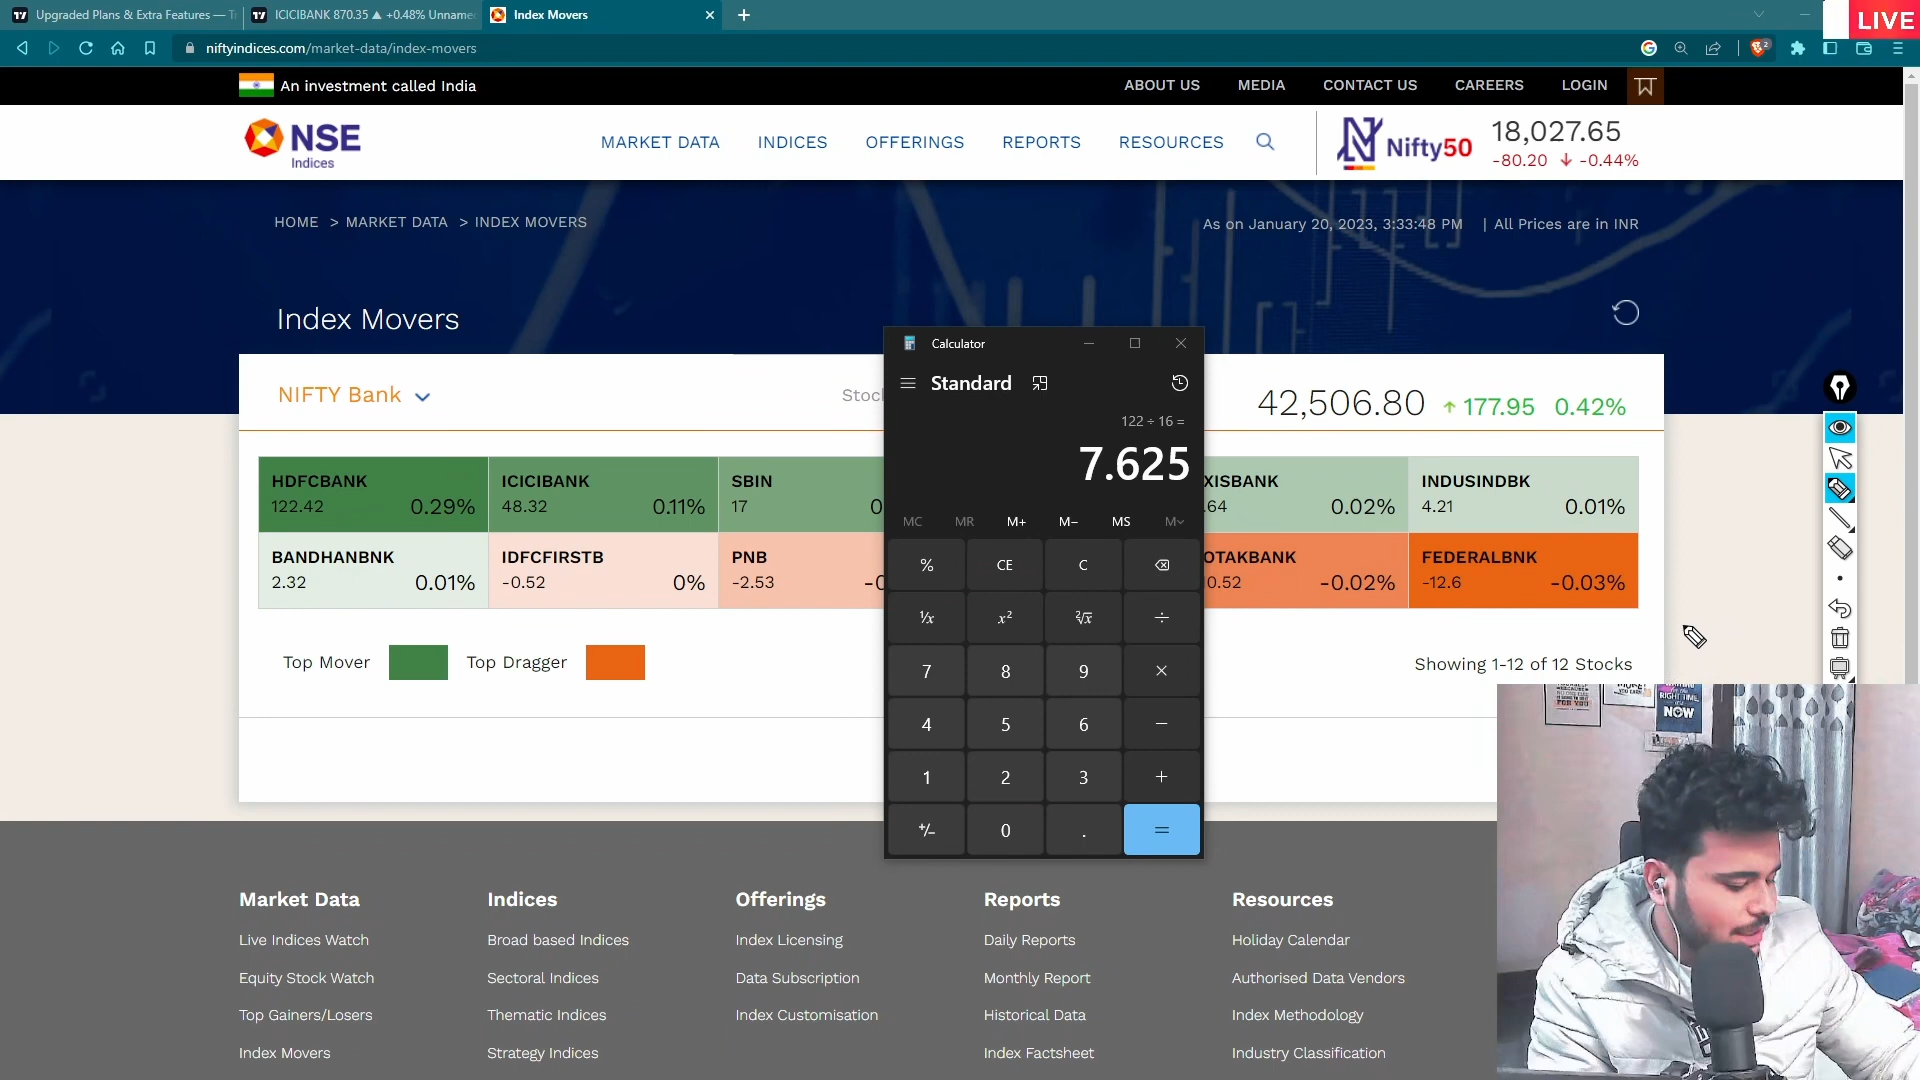 Upgraded Plans & Extra Features —
ICICIBANK 870.35 ▲ +0.48%
Index Movers
LIVE
niftyindices.com/market-data/index-movers
2
An investment called India
ABOUT US
MEDIA
CONTACT US
CAREERS
LOGIN
NSE
Indices
MARKET DATA
INDICES
OFFERINGS
REPORTS
RESOURCES
Nifty50
18,027.65
-80.20 ↓ -0.44%
HOME > MARKET DATA > INDEX MOVERS
As on January 20, 2023, 3:33:48 PM | All Prices are in INR
Index Movers
NIFTY Bank
42,506.80 ↑ 177.95 0.42%
HDFCBANK
122.42 0.29%
ICICIBANK
48.32 0.11%
SBIN
17 0
XISBANK
.64 0.02%
INDUSINDBK
4.21 0.01%
BANDHANBNK
2.32 0.01%
IDFCFIRSTB
-0.52 0%
PNB
-2.53 -0
OTAKBANK
0.52 -0.02%
FEDERALBNK
-12.6 -0.03%
Top Mover
Top Dragger
Showing 1-12 of 12 Stocks
Calculator
Standard
122 ÷ 16 =
7.625
MC MR M+ M− MS M
% CE C
¹/x x² ²√x ÷
7 8 9 ×
4 5 6 −
1 2 3 +
+/− 0 . =
RIGHT TIME
NOW
FOR YOU
Market Data
Live Indices Watch
Equity Stock Watch
Top Gainers/Losers
Index Movers
Indices
Broad based Indices
Sectoral Indices
Thematic Indices
Strategy Indices
Offerings
Index Licensing
Data Subscription
Index Customisation
Reports
Daily Reports
Monthly Report
Historical Data
Index Factsheet
Resources
Holiday Calendar
Authorised Data Vendors
Index Methodology
Industry Classification